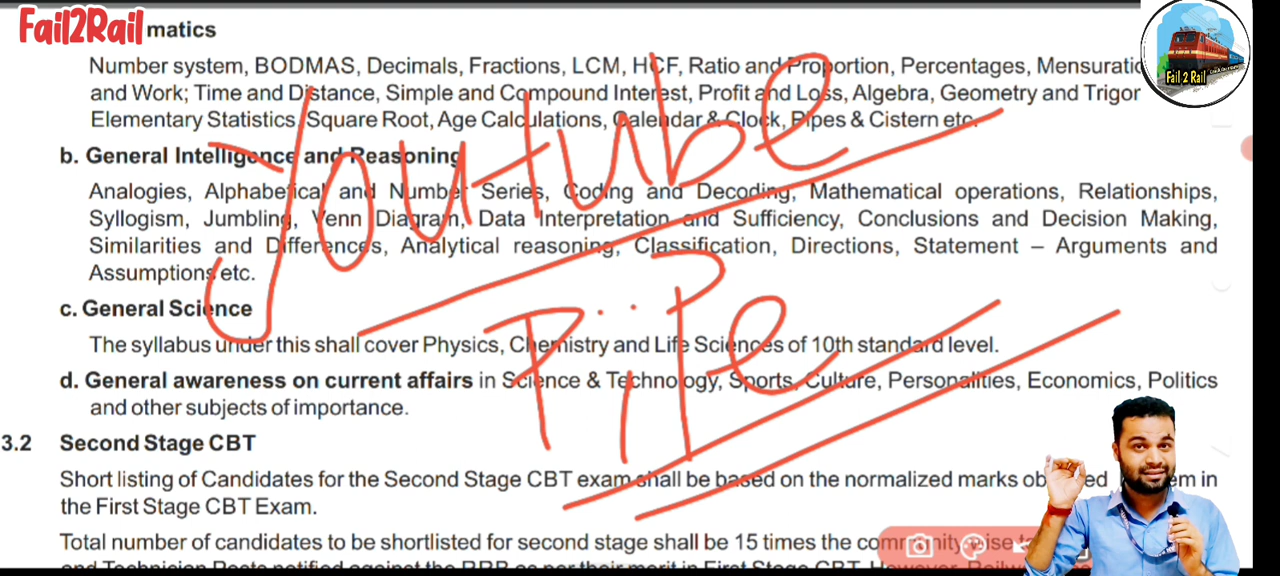 Fail2Rail
matics
Fail 2 Rail
Number system, BODMAS, Decimals, Fractions, LCM, HCF, Ratio and Proportion, Percentages, Mensuratio
and Work; Time and Distance, Simple and Compound Interest, Profit and Loss, Algebra, Geometry and Trigor
Elementary Statistics, Square Root, Age Calculations, Calendar & Clock, Pipes & Cistern etc.
b. General Intelligence and Reasoning
Analogies, Alphabetical and Number Series, Coding and Decoding, Mathematical operations, Relationships,
Syllogism, Jumbling, Venn Diagram, Data Interpretation and Sufficiency, Conclusions and Decision Making,
Similarities and Differences, Analytical reasoning, Classification, Directions, Statement – Arguments and
Assumptions etc.
Youtube
c. General Science
The syllabus under this shall cover Physics, Chemistry and Life Sciences of 10th standard level.
d. General awareness on current affairs in Science & Technology, Sports, Culture, Personalities, Economics, Politics
and other subjects of importance.
3.2 Second Stage CBT
Short listing of Candidates for the Second Stage CBT exam shall be based on the normalized marks ob ed em in
the First Stage CBT Exam.
Total number of candidates to be shortlisted for second stage shall be 15 times the community wise